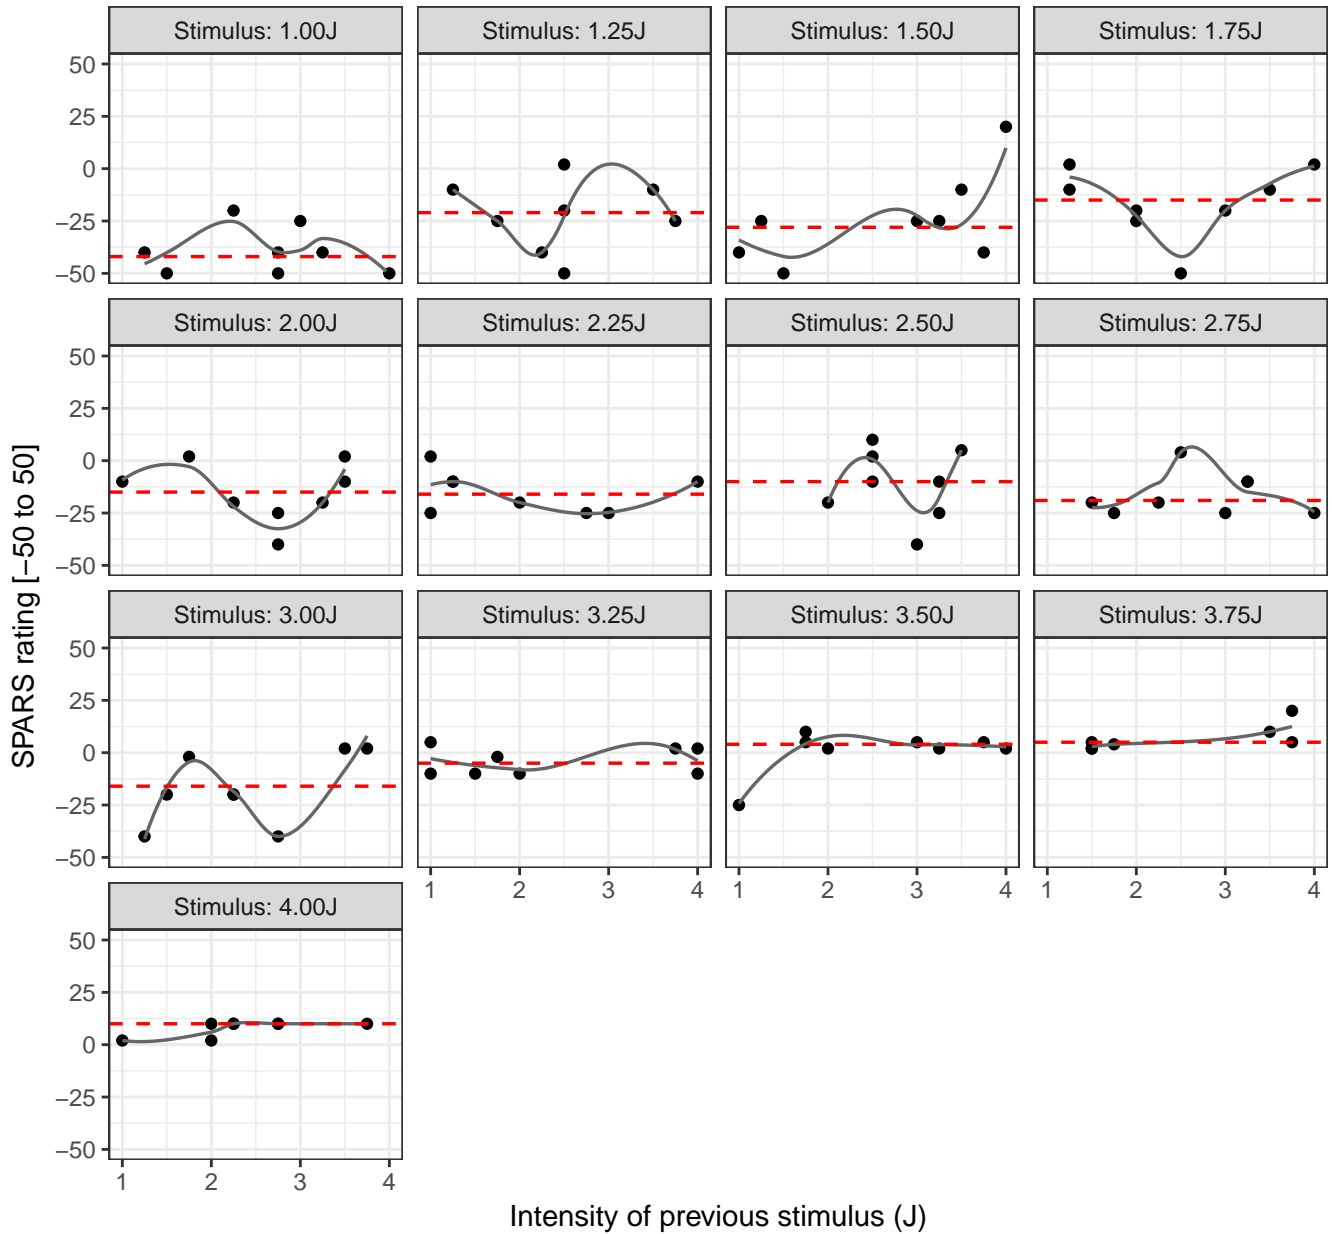 Stimulus: 1.00J
Stimulus: 1.25J
Stimulus: 1.50J
Stimulus: 1.75J
50
25
0
−25
−50
Stimulus: 2.00J
Stimulus: 2.25J
Stimulus: 2.50J
Stimulus: 2.75J
50
25
0
−25
−50
Stimulus: 3.00J
Stimulus: 3.25J
Stimulus: 3.50J
Stimulus: 3.75J
50
25
0
−25
−50
1 2 3 4
1 2 3 4
1 2 3 4
Stimulus: 4.00J
50
25
0
−25
−50
1 2 3 4
SPARS rating [−50 to 50]
Intensity of previous stimulus (J)